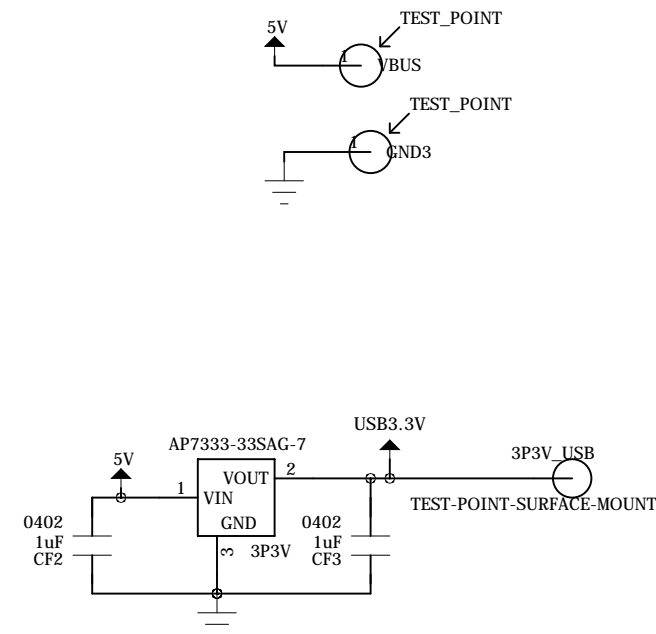 TEST_POINT
5V
1
VBUS
TEST_POINT
1
GND3
USB3.3V
AP7333-33SAG-7
5V
3P3V_USB
VOUT
2
1
VIN
TEST-POINT-SURFACE-MOUNT
GND
0402
1uF
CF2
3
3P3V
0402
1uF
CF3